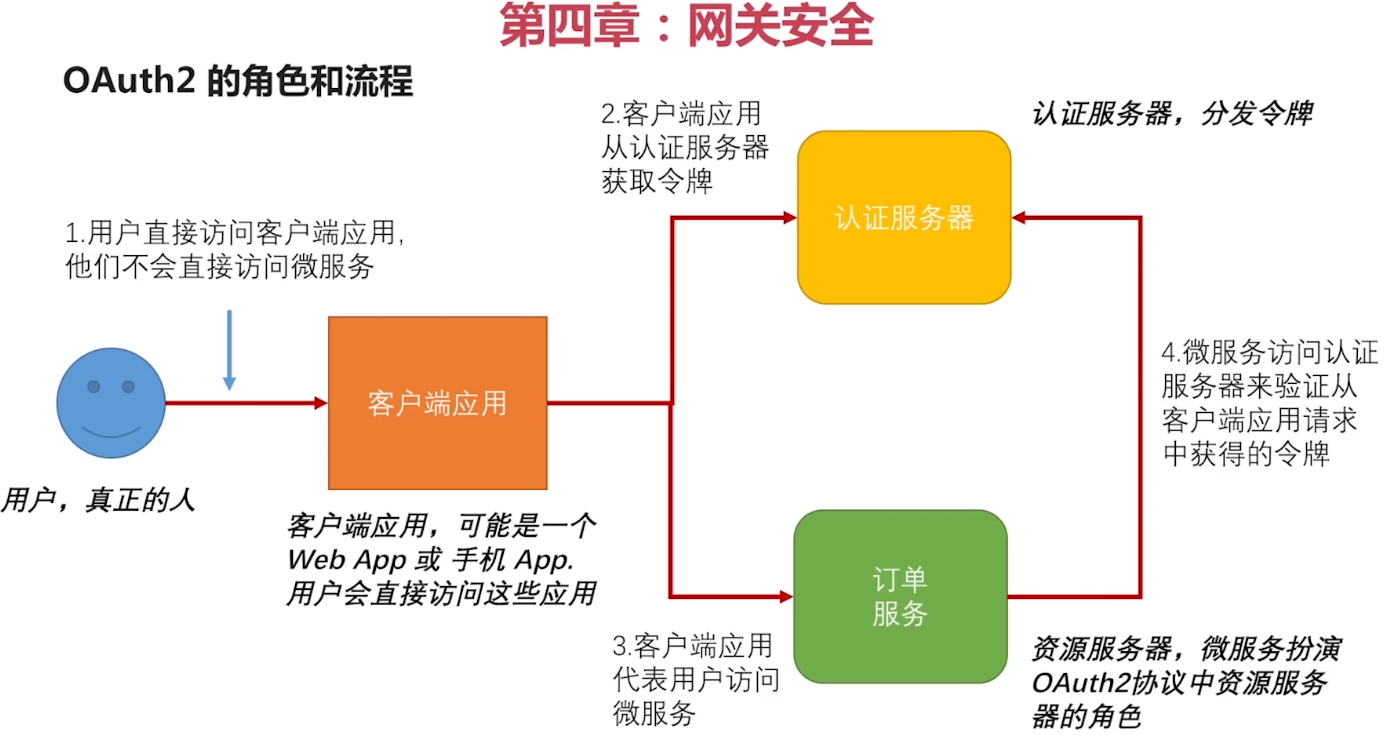 第四章：网关安全
OAuth2 的角色和流程
1.用户直接访问客户端应用,
他们不会直接访问微服务
用户，真正的人
客户端应用
客户端应用，可能是一个
Web App 或 手机 App.
用户会直接访问这些应用
2.客户端应用
从认证服务器
获取令牌
认证服务器
认证服务器，分发令牌
3.客户端应用
代表用户访问
微服务
订单
服务
资源服务器，微服务扮演
OAuth2协议中资源服务
器的角色
4.微服务访问认证
服务器来验证从
客户端应用请求
中获得的令牌